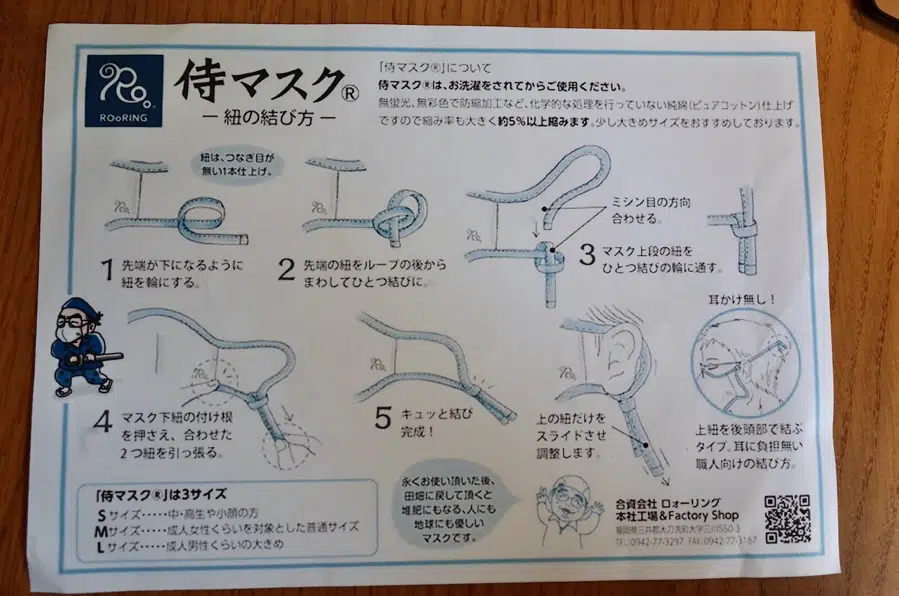 ROoRING
侍マスク®
－紐の結び方－
「侍マスク®」について
侍マスク®は、お洗濯をされてからご使用ください。
無蛍光、無彩色で防縮加工など、化学的な処理を行っていない純綿(ピュアコットン)仕上げ
ですので縮み率も大きく約5%以上縮みます。少し大きめサイズをおすすめしております。
紐は、つなぎ目が
無い1本仕上げ。
1 先端が下になるように
紐を輪にする。
2 先端の紐をループの後から
まわしてひとつ結びに。
ミシン目の方向
合わせる。
3 マスク上段の紐を
ひとつ結びの輪に通す。
4 マスク下紐の付け根
を押さえ、合わせた
2つ紐を引っ張る。
5 キュッと結び
完成！
上の紐だけを
スライドさせ
調整します。
耳かけ無し！
上紐を後頭部で結ぶ
タイプ。耳に負担無い
職人向けの結び方。
「侍マスク®」は3サイズ
Sサイズ‥‥‥中・高生や小顔の方
Mサイズ‥‥‥成人女性くらいを対象とした普通サイズ
Lサイズ‥‥‥成人男性くらいの大きめ
永くお使い頂いた後、
田畑に戻して頂くと
堆肥にもなる、人にも
地球にも優しい
マスクです。
合資会社 ロォーリング
本社工場&Factory Shop
福岡県三井郡大刀洗町大字三川550-3
TEL:0942-77-3297 FAX:0942-77-3187